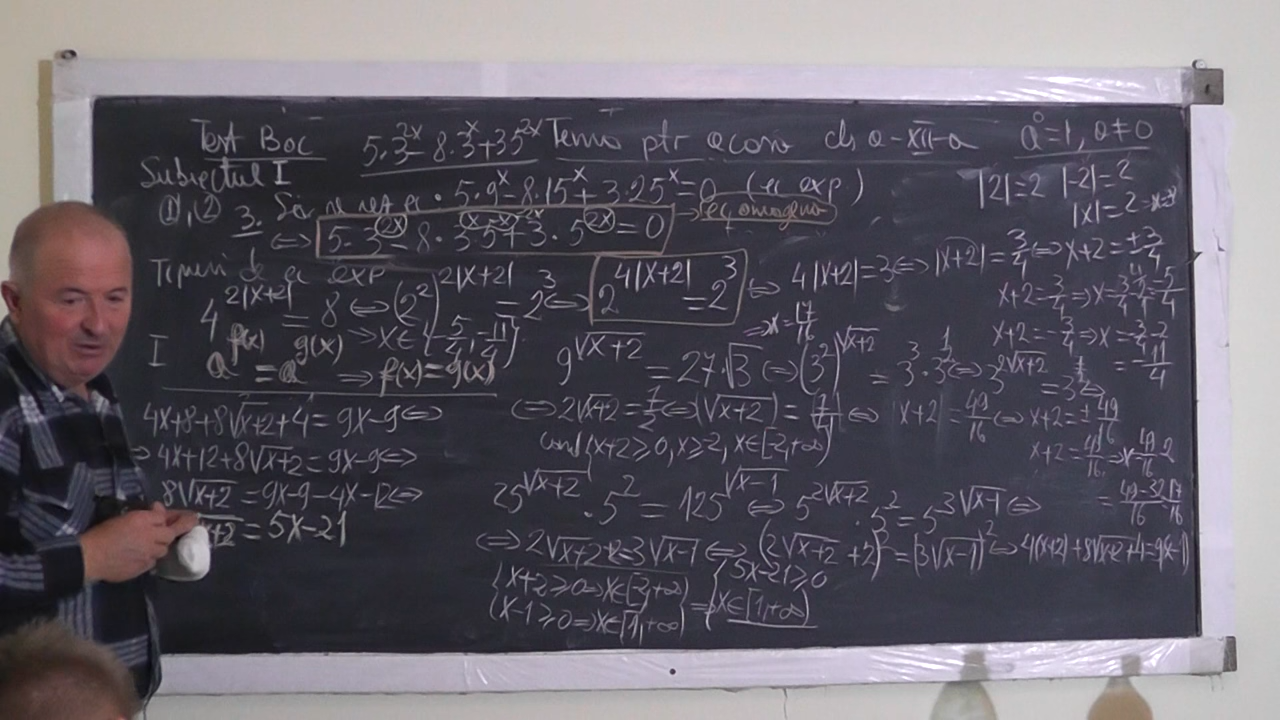 Test Bac 5·3^2x - 8·3^x + 3·5^2x Tema ptr acasă cls a-XII-a a^0=1, a≠0
Subiectul I
①,② 3. 5·9^x - 8·15^x + 3·25^x = 0 (ec exp.)
|2|=2 |-2|=2
|x|=2
⇔ 5·3^(2x) - 8·3^x·5^x + 3·5^(2x) = 0 → ec omogenă
Tipuri de ec exp
4^(2|x+2|) = 8 ⇔ (2^2)^(2|x+2|) = 2^3 ⇔ 2^(4|x+2|) = 2^3 ⇔ 4|x+2|=3 ⇔ |x+2|=3/4 ⇔ x+2=±3/4
x+2=3/4 ⇒ x=3/4-2=-5/4
x+2=-3/4 ⇒ x=-3/4-2
=-11/4
⇒ x∈{-5/4, -11/4}
I a^f(x) = a^g(x) ⇒ f(x)=g(x)
⇒ x=17/16
9^√(x+2) = 27·√3 ⇔ (3^2)^√(x+2) = 3^3·3^(1/2) ⇔ 3^(2√(x+2)) = 3^(7/2) ⇔
⇔ 2√(x+2) = 7/2 ⇔ (√(x+2)) = 7/4 ⇔ |x+2| = 49/16 ⇔ x+2=±49/16
cond {x+2≥0, x≥-2, x∈[-2,+∞)
x+2=49/16, x=49/16-2
=(49-32)/16=17/16
25^√(x+2) · 5^2 = 125^√(x-1) ⇔ 5^(2√(x+2)) · 5^2 = 5^(3√(x-1)) ⇔
⇔ 2√(x+2)+2=3√(x-1) ⇔ (2√(x+2)+2)^2 = (3√(x-1))^2 ⇔ 4(x+2)+8√(x+2)+4=9(x-1)
{x+2≥0 ⇒ x∈[-2,+∞) {5x-21≥0
{x-1≥0 ⇒ x∈[1,+∞) ⇒ x∈[1,+∞)
4x+8+8√(x+2)+4=9x-9 ⇔
⇒ 4x+12+8√(x+2)=9x-9 ⇔
8√(x+2)=9x-9-4x-12 ⇔
√(x+2)=5x-21